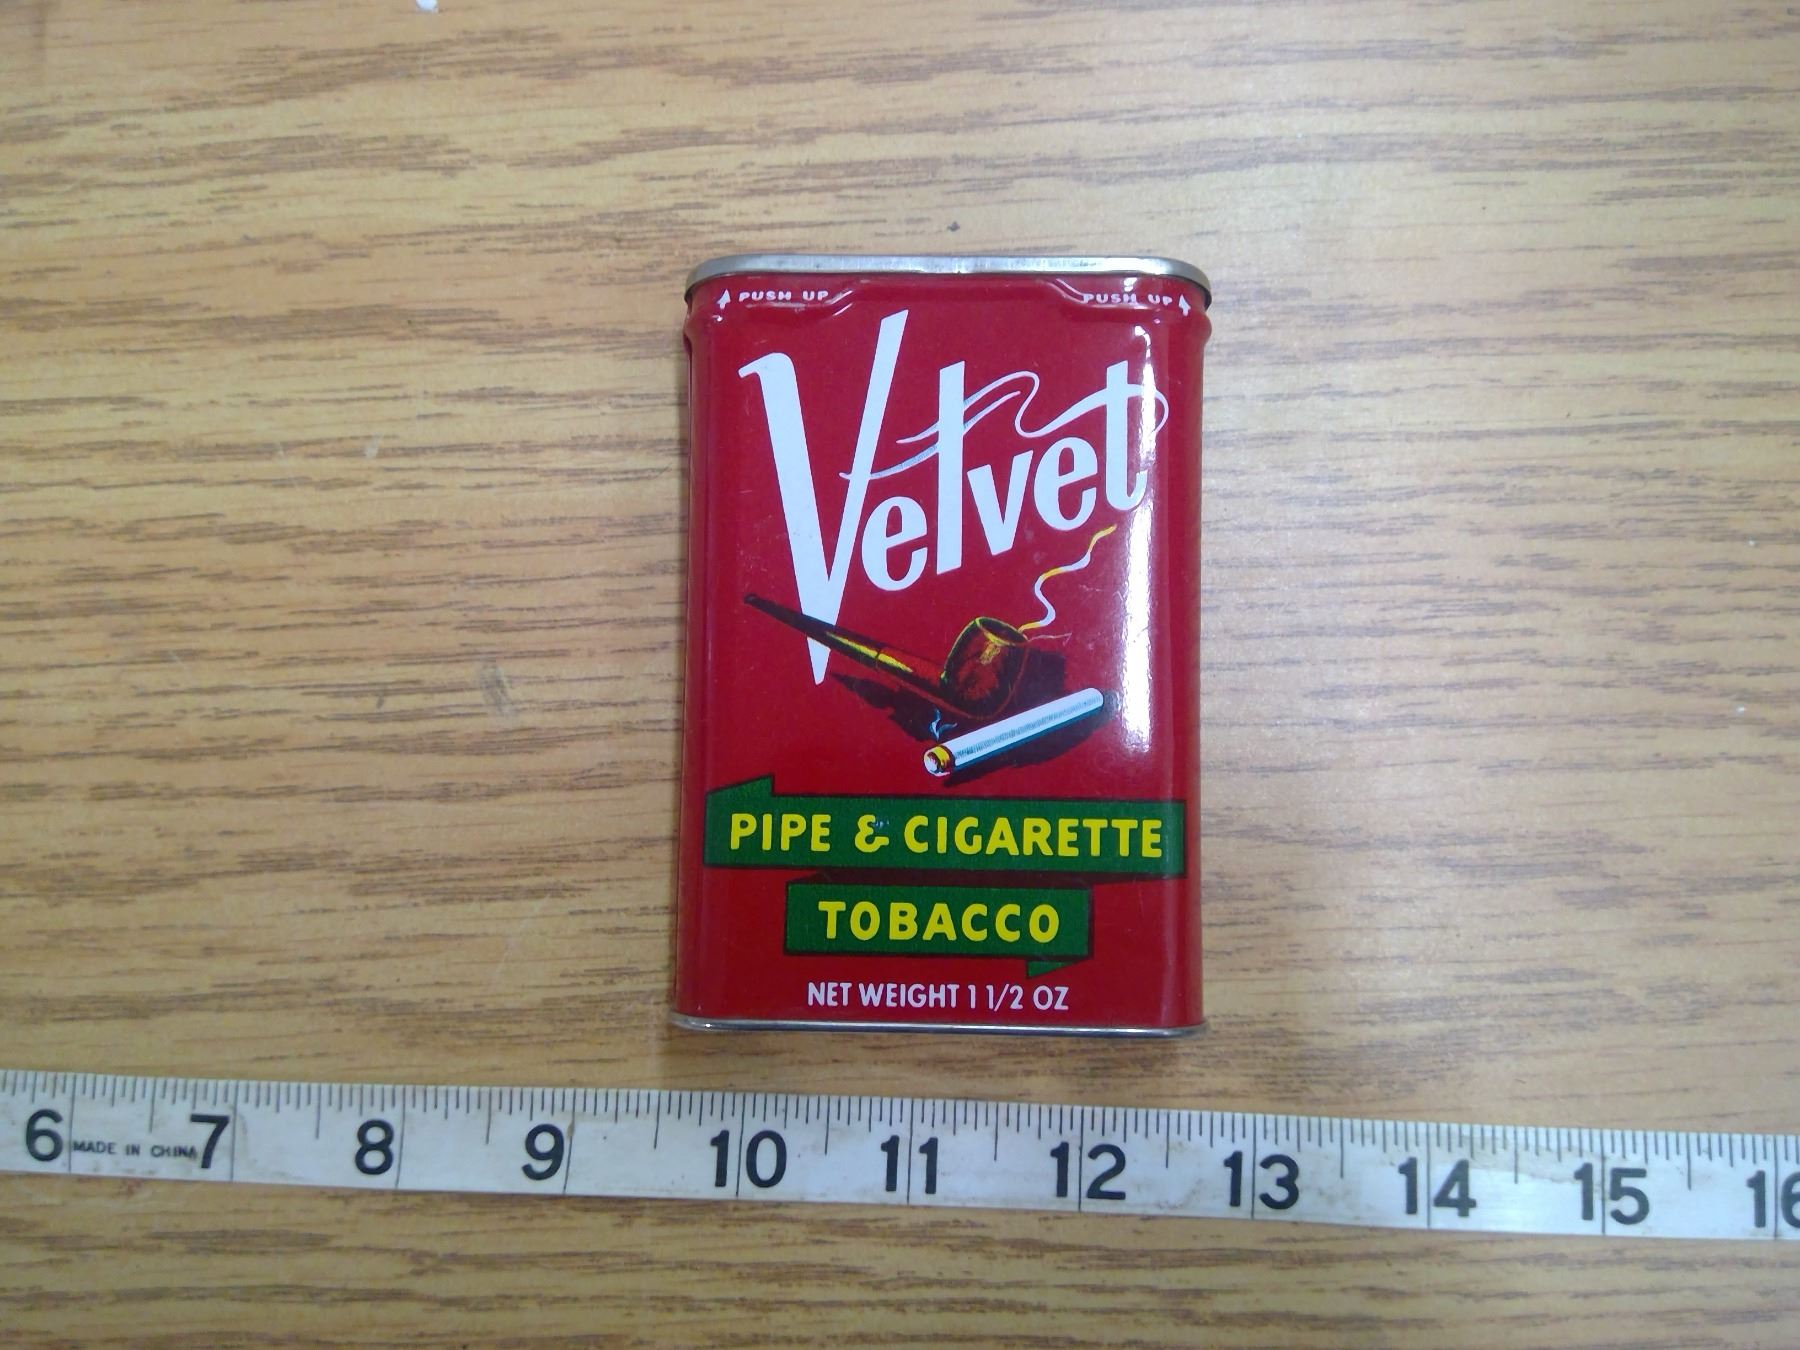 PUSH UP PUSH UP
Velvet
PIPE & CIGARETTE
TOBACCO
NET WEIGHT 1 1/2 OZ
6 MADE IN CHINA 7 8 9 10 11 12 13 14 15 16